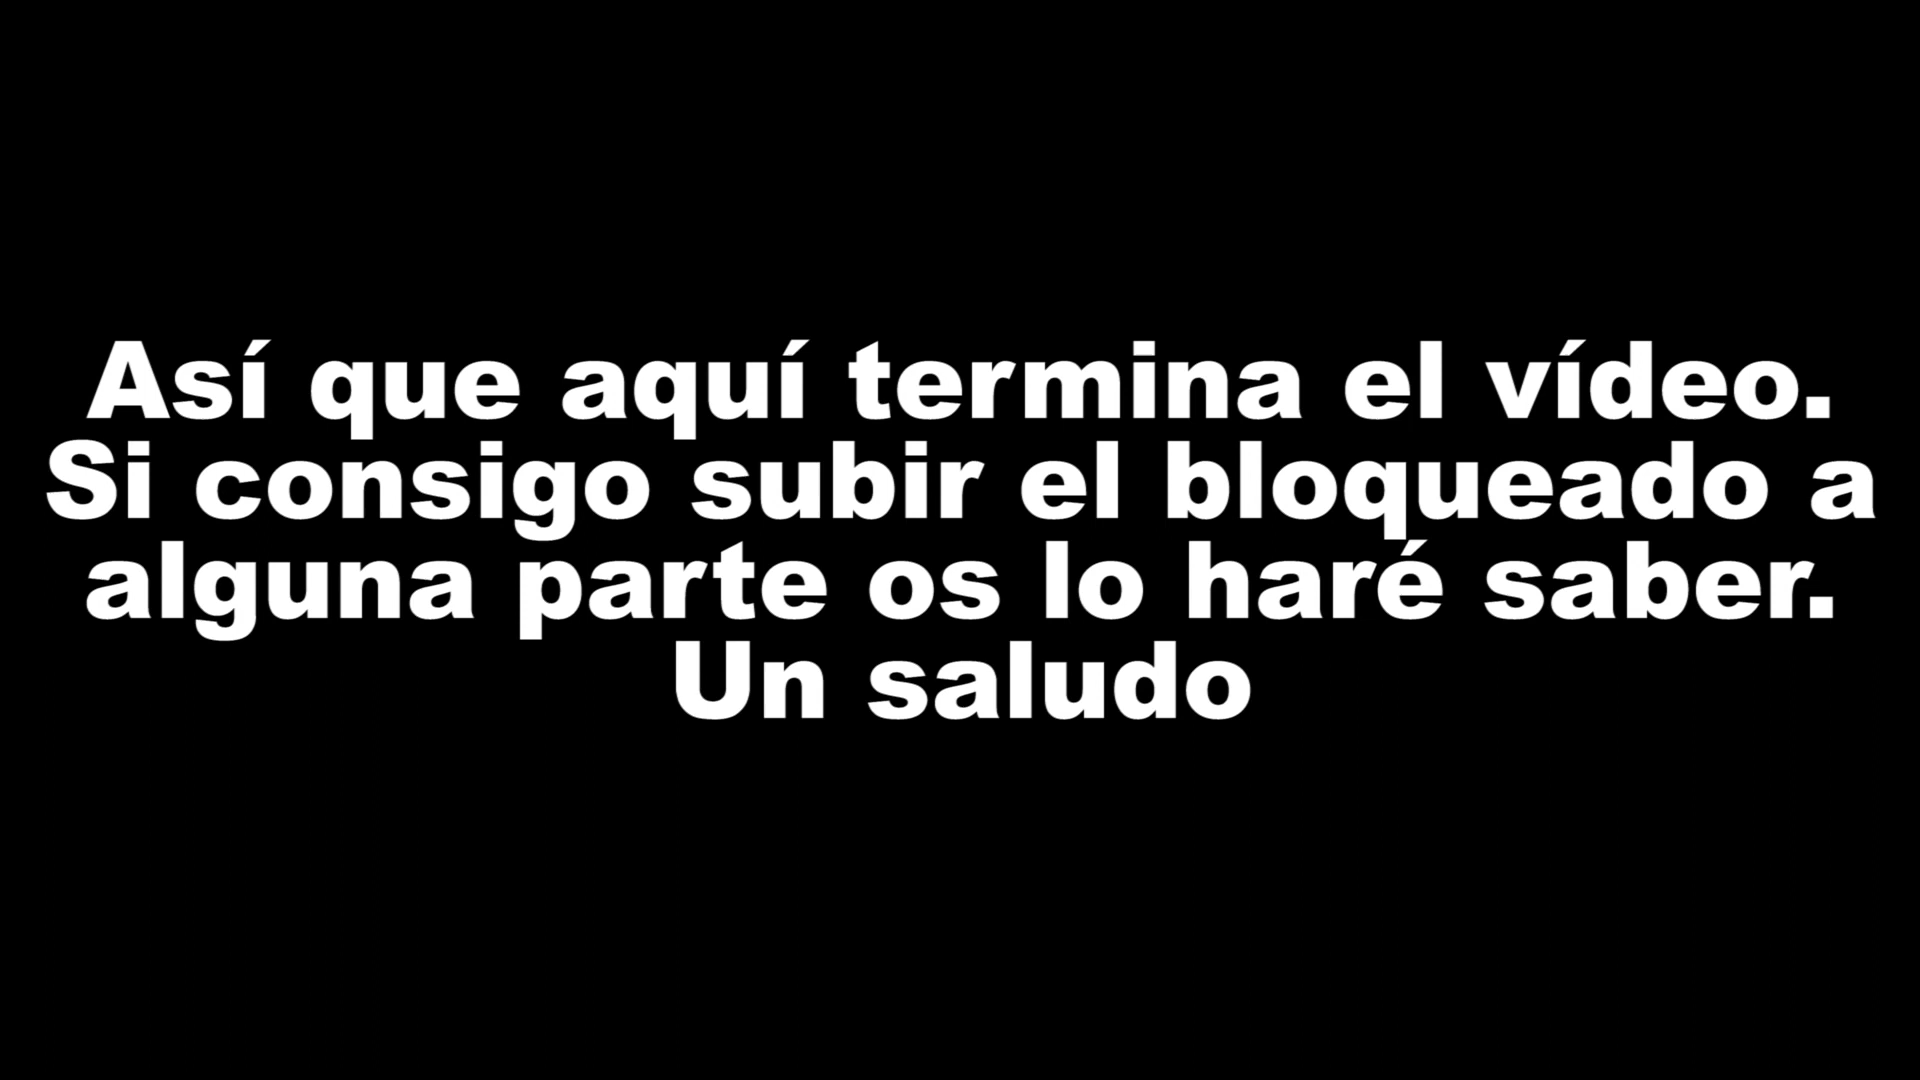 Así que aquí termina el vídeo.
Si consigo subir el bloqueado a
alguna parte os lo haré saber.
Un saludo